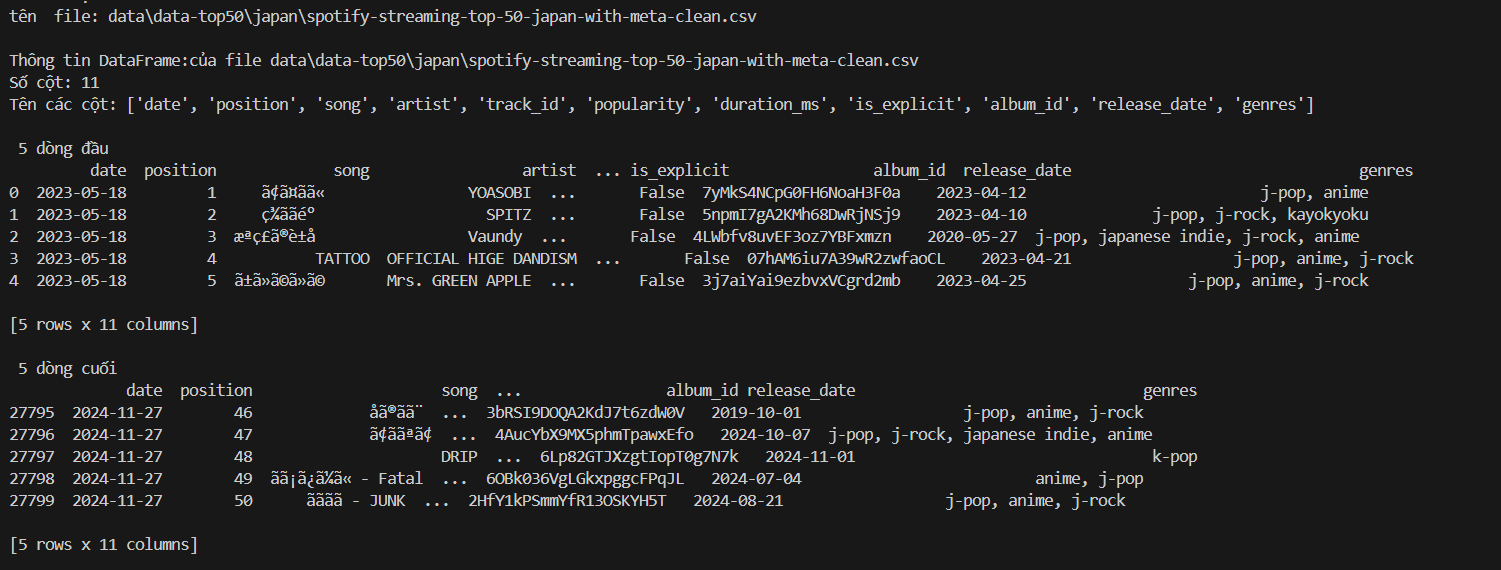 tên file: data\data-top50\japan\spotify-streaming-top-50-japan-with-meta-clean.csv
Thông tin DataFrame:của file data\data-top50\japan\spotify-streaming-top-50-japan-with-meta-clean.csv
Số cột: 11
Tên các cột: ['date', 'position', 'song', 'artist', 'track_id', 'popularity', 'duration_ms', 'is_explicit', 'album_id', 'release_date', 'genres']
5 dòng đầu
date position song artist ... is_explicit album_id release_date genres
0 2023-05-18 1 ã¢ã¤ãã« YOASOBI ... False 7yMkS4NCpG0FH6NoaH3F0a 2023-04-12 j-pop, anime
1 2023-05-18 2 ç¾ããéº SPITZ ... False 5npmI7gA2KMh68DwRjNSj9 2023-04-10 j-pop, j-rock, kayokyoku
2 2023-05-18 3 æªç£ã®è±å Vaundy ... False 4LWbfv8uvEF3oz7YBFxmzn 2020-05-27 j-pop, japanese indie, j-rock, anime
3 2023-05-18 4 TATTOO OFFICIAL HIGE DANDISM ... False 07hAM6iu7A39wR2zwfaoCL 2023-04-21 j-pop, anime, j-rock
4 2023-05-18 5 ã±ã»ã©ã»ã© Mrs. GREEN APPLE ... False 3j7aiYai9ezbvxVCgrd2mb 2023-04-25 j-pop, anime, j-rock
[5 rows x 11 columns]
5 dòng cuối
date position song ... album_id release_date genres
27795 2024-11-27 46 åã®ãã¨ ... 3bRSI9DOQA2KdJ7t6zdW0V 2019-10-01 j-pop, anime, j-rock
27796 2024-11-27 47 ã¢ããªã¢ ... 4AucYbX9MX5phmTpawxEfo 2024-10-07 j-pop, j-rock, japanese indie, anime
27797 2024-11-27 48 DRIP ... 6Lp82GTJXzgtIopT0g7N7k 2024-11-01 k-pop
27798 2024-11-27 49 ãã¡ã¿ã¼ã« - Fatal ... 6OBk036VgLGkxpggcFPqJL 2024-07-04 anime, j-pop
27799 2024-11-27 50 ãããã - JUNK ... 2HfY1kPSmmYfR13OSKYH5T 2024-08-21 j-pop, anime, j-rock
[5 rows x 11 columns]